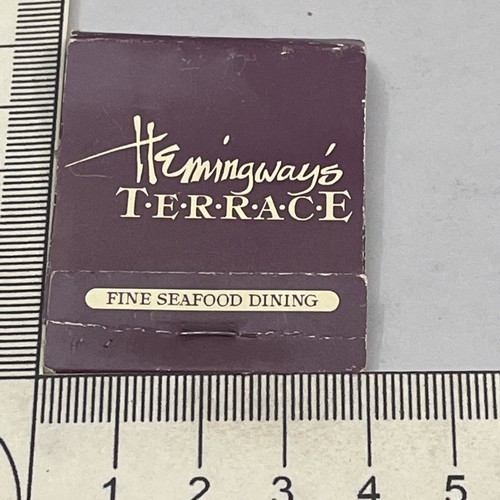 Hemingway's
T·E·R·R·A·C·E
FINE SEAFOOD DINING
1 2 3 4 5